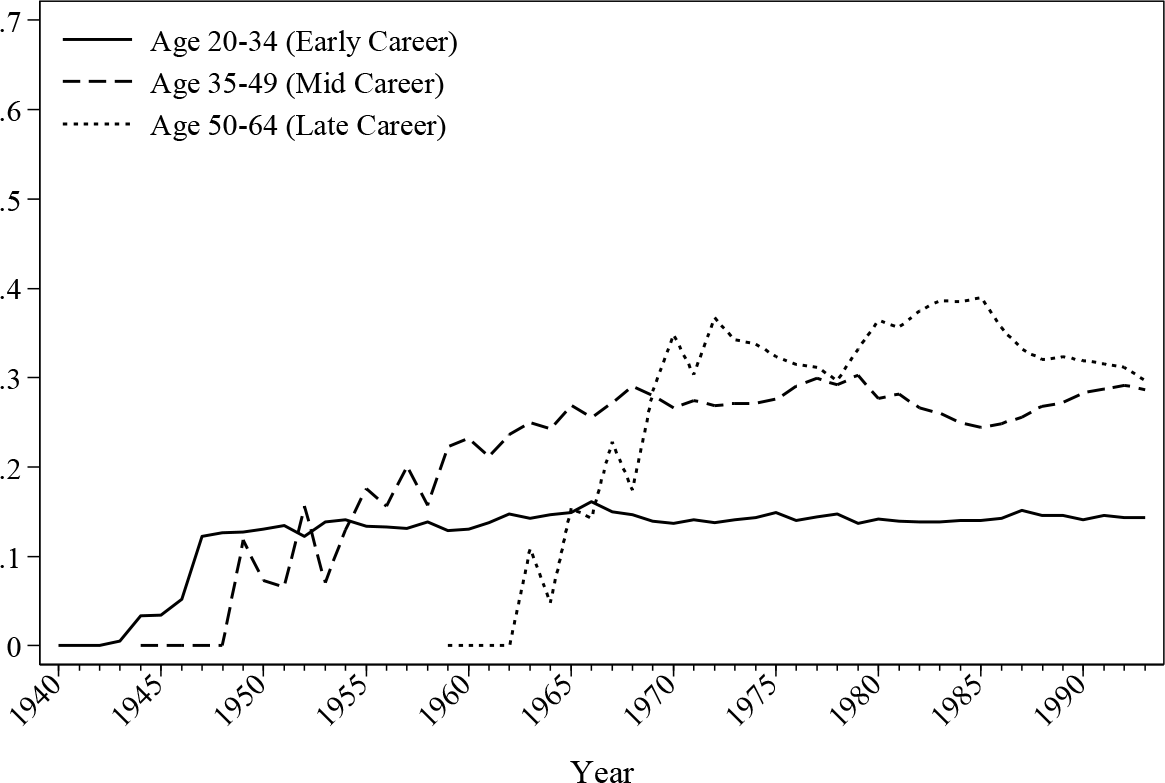 .7
.6
.5
.4
.3
.2
.1
0
Age 20-34 (Early Career)
Age 35-49 (Mid Career)
Age 50-64 (Late Career)
1940 1945 1950 1955 1960 1965 1970 1975 1980 1985 1990
Year